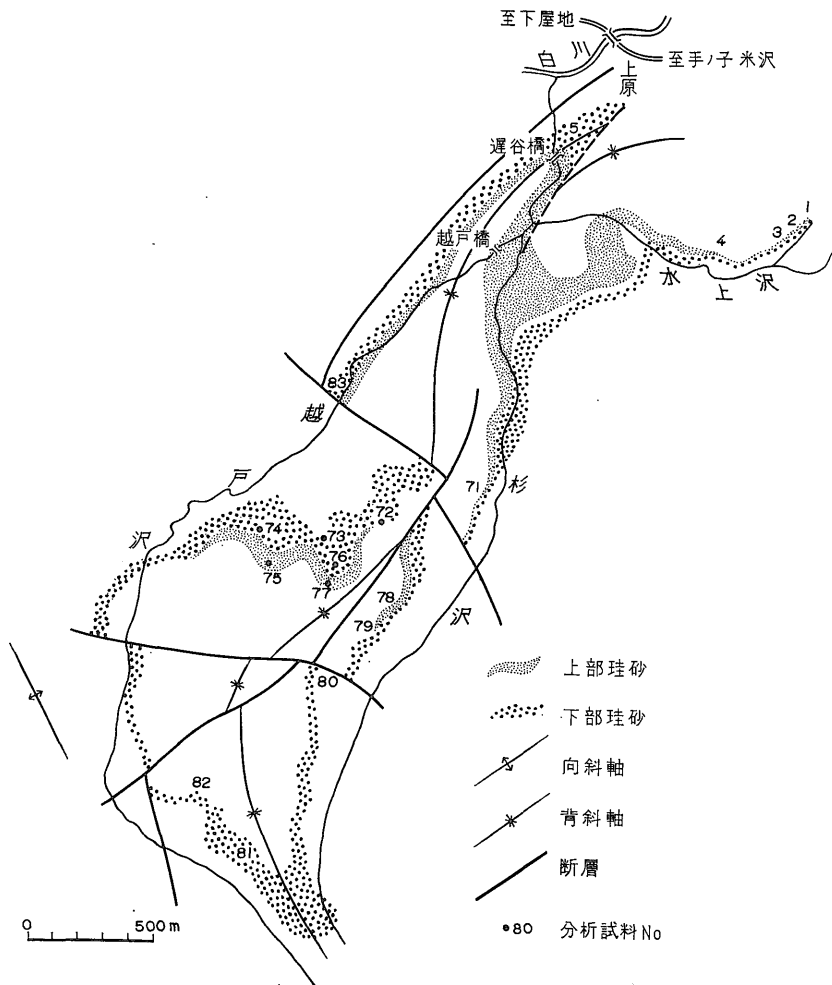 至下屋地
至手ノ子米沢
白川
上原
5
遅谷橋
越戸橋
1
2
3
4
水上沢
83
越戸沢
杉沢
71
72
73
74
75
76
77
78
79
80
82
81
上部珪砂
下部珪砂
向斜軸
背斜軸
断層
80 分析試料No
0 500m